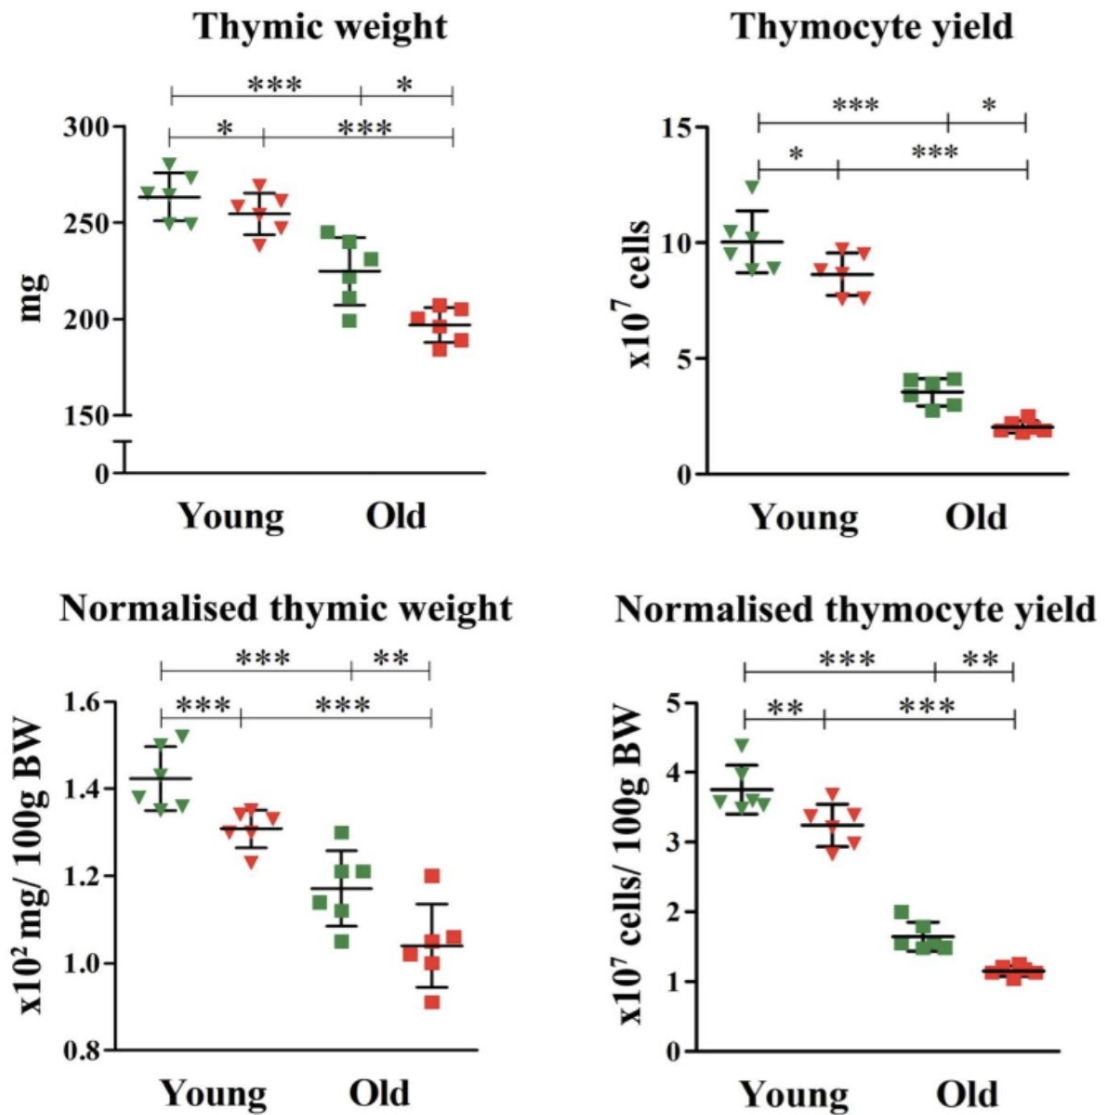 Thymic weight
*** *
* ***
300
250
200
150
0
mg
Young Old
Thymocyte yield
*** *
* ***
15
10
5
0
x10⁷ cells
Young Old
Normalised thymic weight
*** **
*** ***
1.6
1.4
1.2
1.0
0.8
x10² mg/ 100g BW
Young Old
Normalised thymocyte yield
*** **
** ***
5
4
3
2
1
0
x10⁷ cells/ 100g BW
Young Old